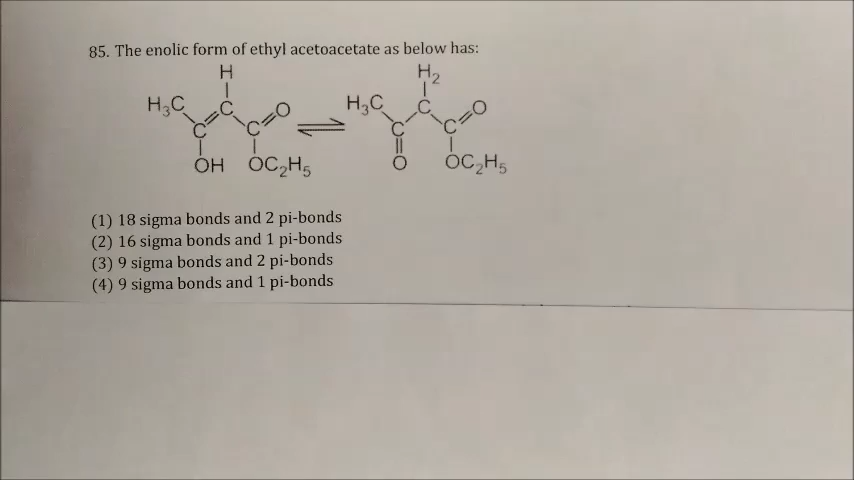 85. The enolic form of ethyl acetoacetate as below has:
H H₂
H₃C C O H₃C C O
C C C C
OH OC₂H₅ O OC₂H₅
(1) 18 sigma bonds and 2 pi-bonds
(2) 16 sigma bonds and 1 pi-bonds
(3) 9 sigma bonds and 2 pi-bonds
(4) 9 sigma bonds and 1 pi-bonds